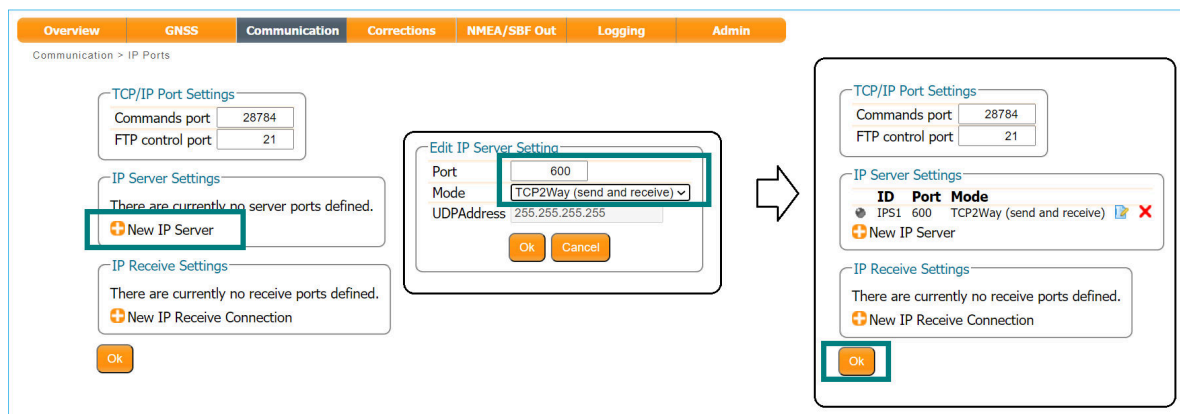 Overview GNSS Communication Corrections NMEA/SBF Out Logging Admin
Communication > IP Ports
TCP/IP Port Settings
Commands port 28784
FTP control port 21
IP Server Settings
There are currently no server ports defined.
New IP Server
IP Receive Settings
There are currently no receive ports defined.
New IP Receive Connection
Ok
Edit IP Server Setting
Port 600
Mode TCP2Way (send and receive)
UDPAddress 255.255.255.255
Ok Cancel
TCP/IP Port Settings
Commands port 28784
FTP control port 21
IP Server Settings
ID Port Mode
IPS1 600 TCP2Way (send and receive)
New IP Server
IP Receive Settings
There are currently no receive ports defined.
New IP Receive Connection
Ok